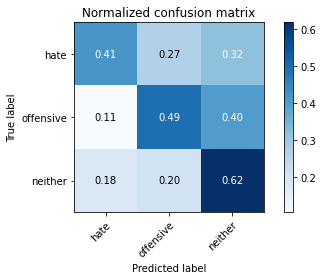 Normalized confusion matrix
True label
hate 0.41 0.27 0.32
offensive 0.11 0.49 0.40
neither 0.18 0.20 0.62
hate offensive neither
Predicted label
0.6
0.5
0.4
0.3
0.2